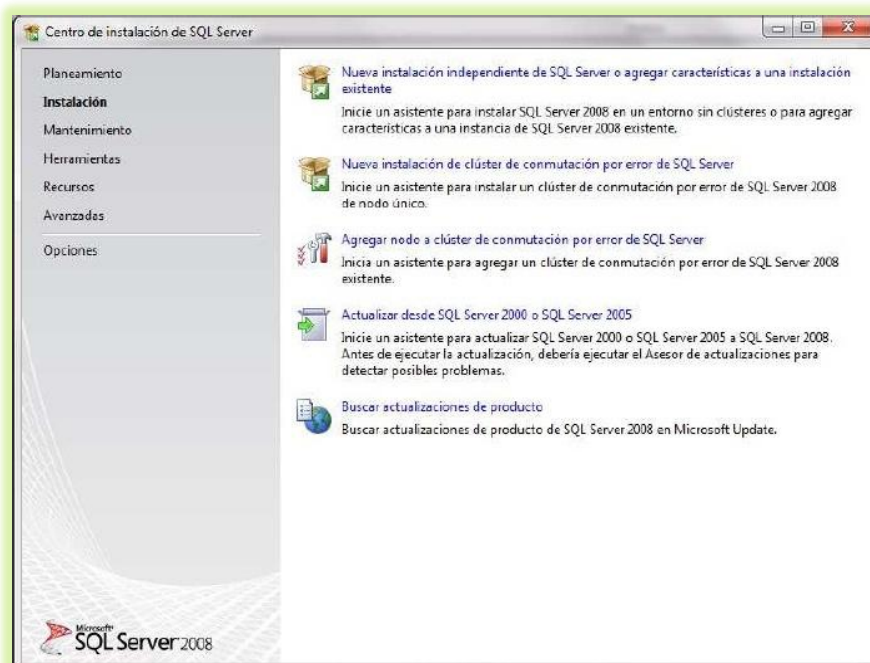 Centro de instalación de SQL Server
Planeamiento
Instalación
Mantenimiento
Herramientas
Recursos
Avanzadas
Opciones
Nueva instalación independiente de SQL Server o agregar características a una instalación
existente
Inicie un asistente para instalar SQL Server 2008 en un entorno sin clústeres o para agregar
características a una instancia de SQL Server 2008 existente.
Nueva instalación de clúster de conmutación por error de SQL Server
Inicie un asistente para instalar un clúster de conmutación por error de SQL Server 2008
de nodo único.
Agregar nodo a clúster de conmutación por error de SQL Server
Inicia un asistente para agregar un clúster de conmutación por error de SQL Server 2008
existente.
Actualizar desde SQL Server 2000 o SQL Server 2005
Inicie un asistente para actualizar SQL Server 2000 o SQL Server 2005 a SQL Server 2008.
Antes de ejecutar la actualización, debería ejecutar el Asesor de actualizaciones para
detectar posibles problemas.
Buscar actualizaciones de producto
Buscar actualizaciones de producto de SQL Server 2008 en Microsoft Update.
Microsoft
SQL Server 2008